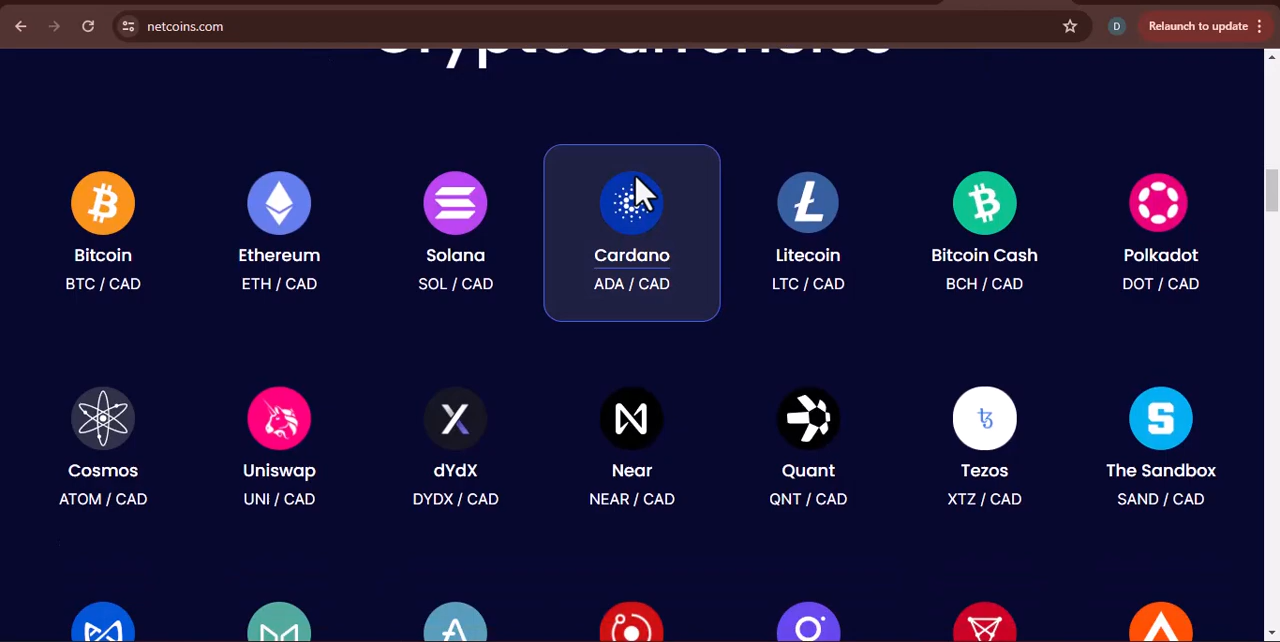 netcoins.com
D
Relaunch to update
Cryptocurrencies
Bitcoin Ethereum Solana Cardano Litecoin Bitcoin Cash Polkadot
BTC / CAD ETH / CAD SOL / CAD ADA / CAD LTC / CAD BCH / CAD DOT / CAD
Cosmos Uniswap dYdX Near Quant Tezos The Sandbox
ATOM / CAD UNI / CAD DYDX / CAD NEAR / CAD QNT / CAD XTZ / CAD SAND / CAD